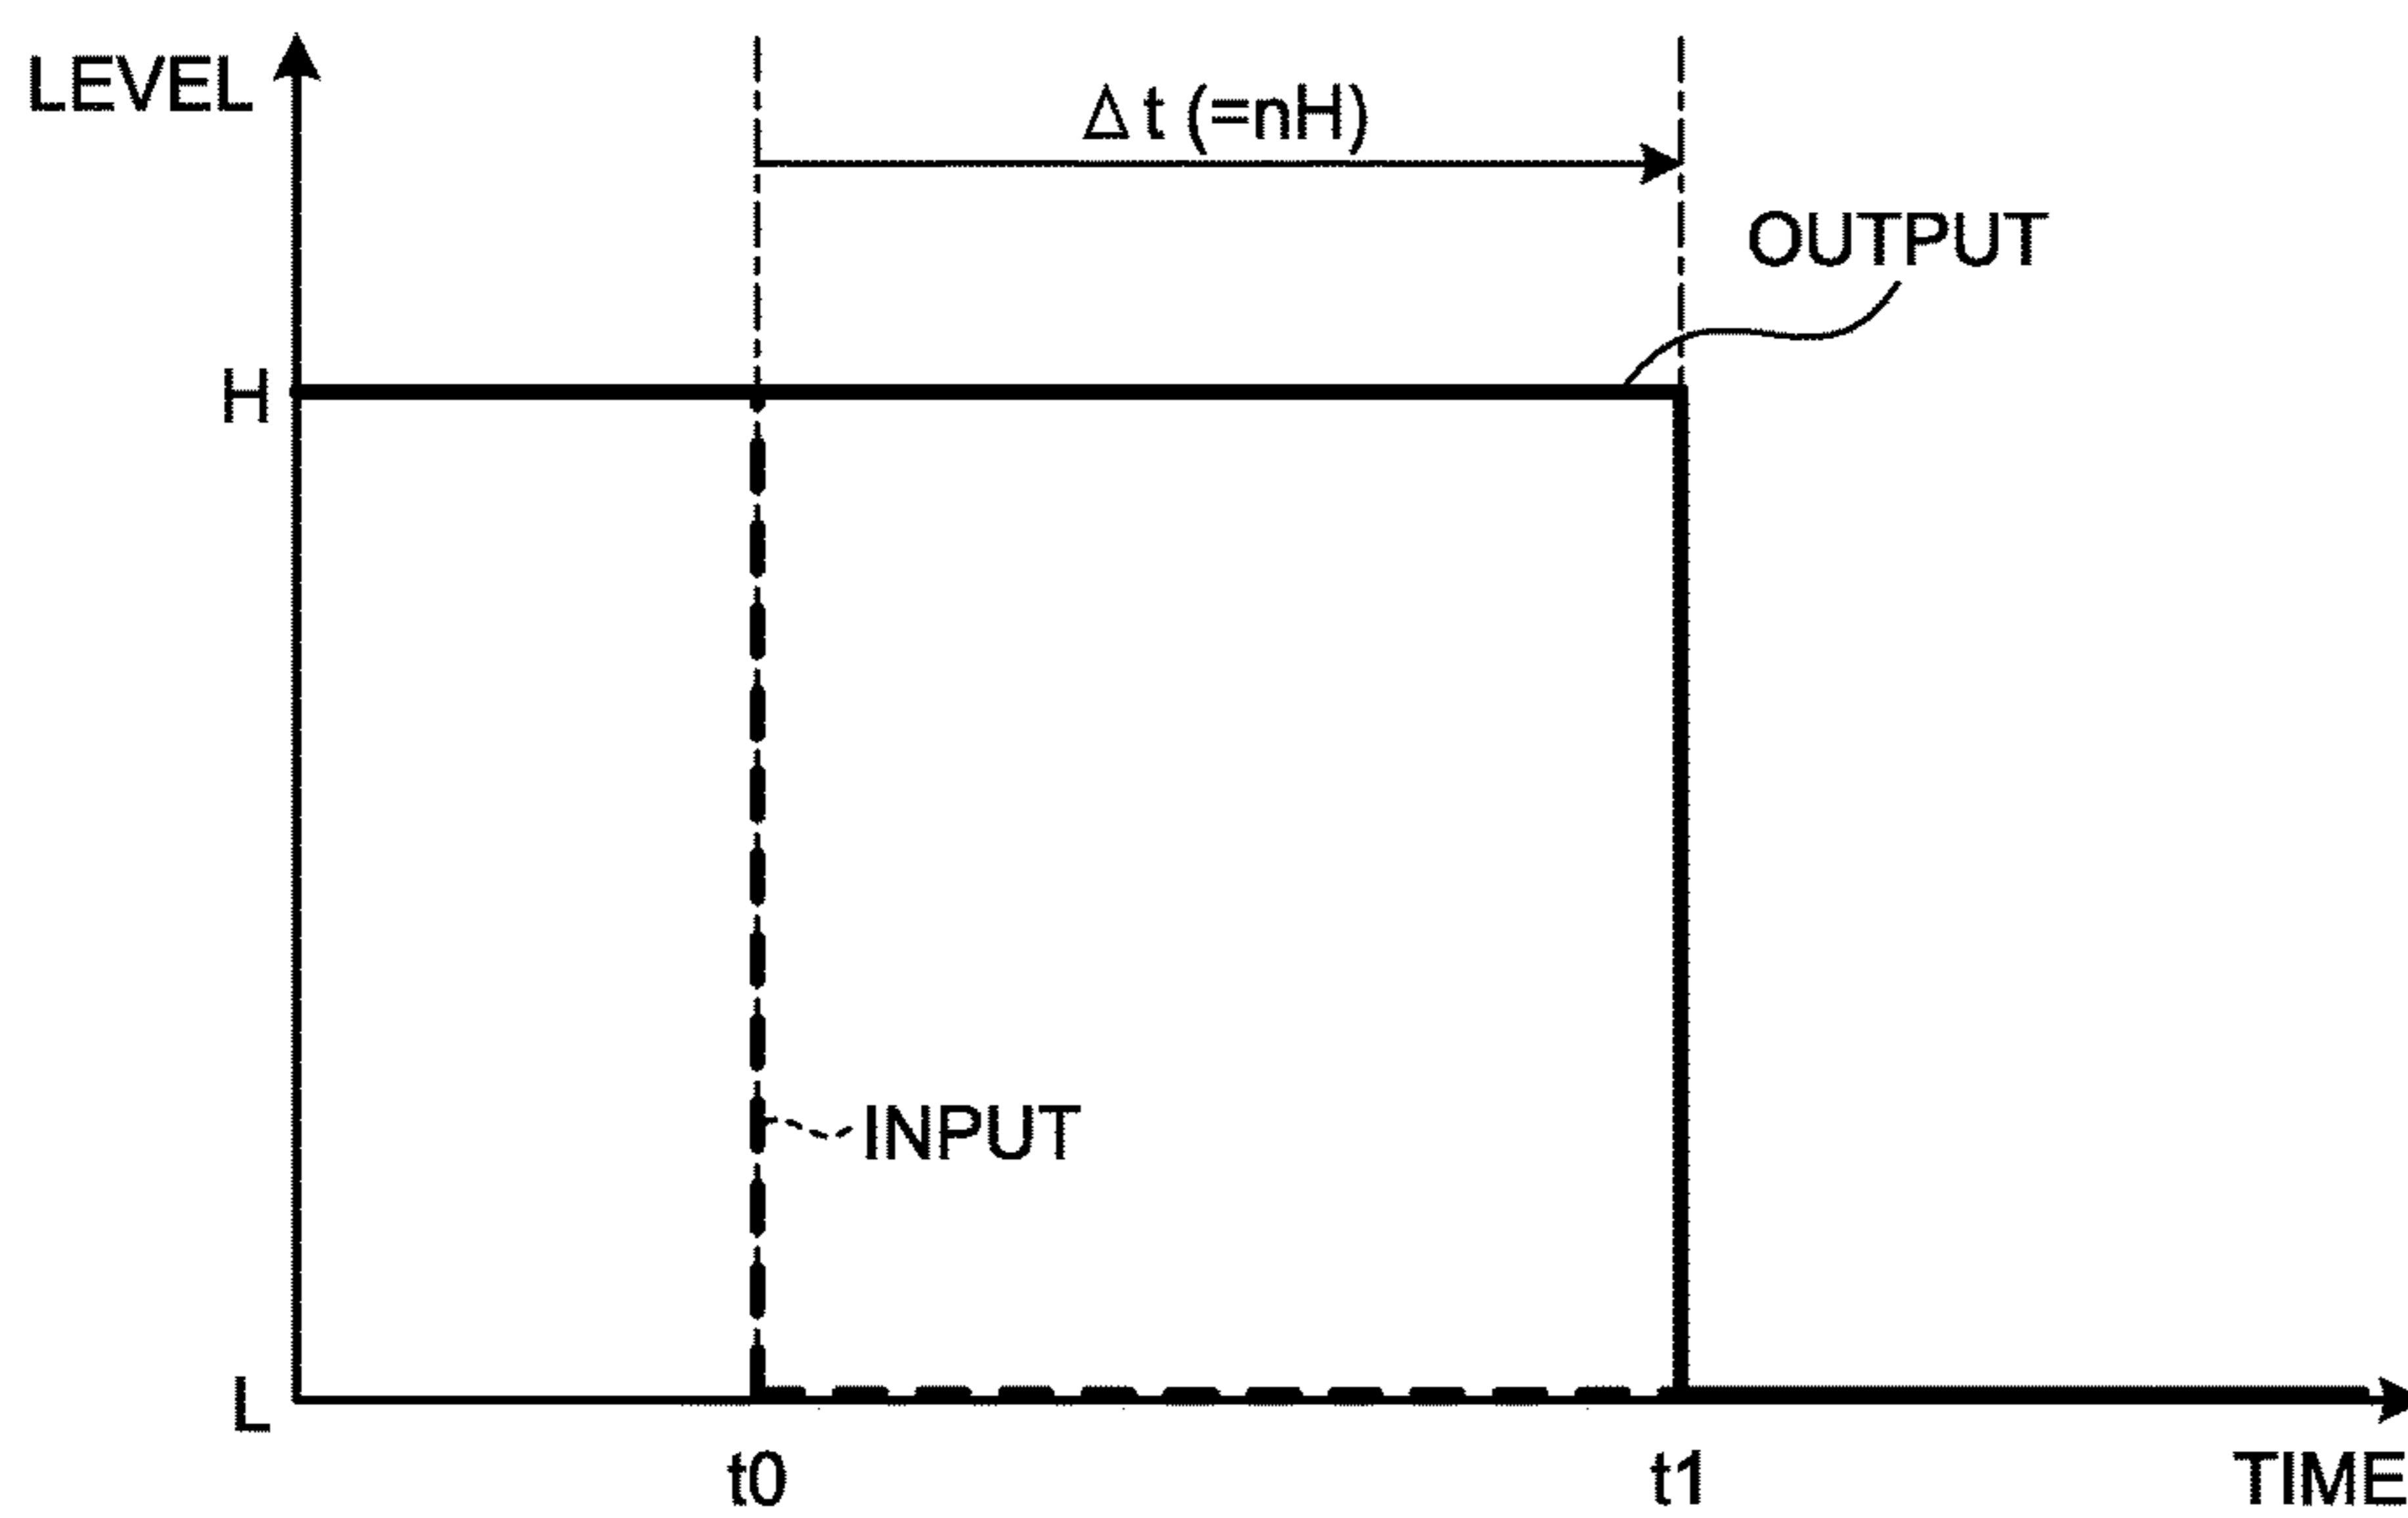 LEVEL
Δt (=nH)
OUTPUT
H
INPUT
L
t0
t1
TIME